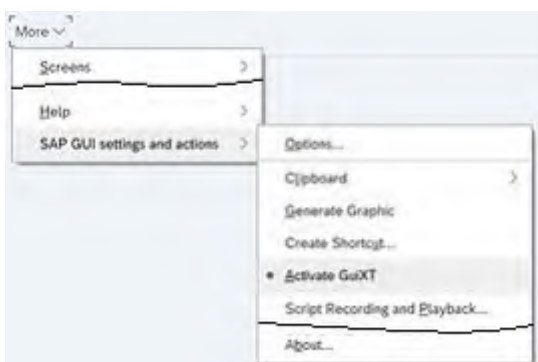 More
Screens
Help
SAP GUI settings and actions
Options...
Clipboard
Generate Graphic
Create Shortcut...
Activate GuiXT
Script Recording and Playback...
About...